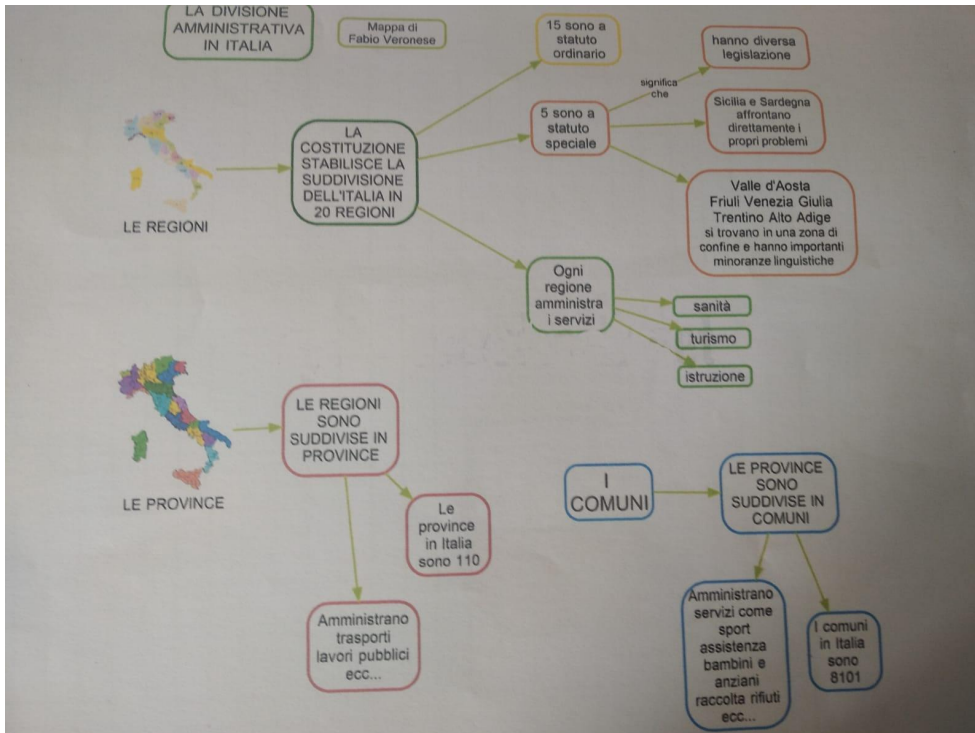 LA DIVISIONE
AMMINISTRATIVA
IN ITALIA
Mappa di
Fabio Veronese
15 sono a
statuto
ordinario
hanno diversa
legislazione
significa
che
5 sono a
statuto
speciale
Sicilia e Sardegna
affrontano
direttamente i
propri problemi
LA
COSTITUZIONE
STABILISCE LA
SUDDIVISIONE
DELL'ITALIA IN
20 REGIONI
LE REGIONI
Valle d'Aosta
Friuli Venezia Giulia
Trentino Alto Adige
si trovano in una zona di
confine e hanno importanti
minoranze linguistiche
Ogni
regione
amministra
i servizi
sanità
turismo
istruzione
LE REGIONI
SONO
SUDDIVISE IN
PROVINCE
LE PROVINCE
Le
province
in Italia
sono 110
Amministrano
trasporti
lavori pubblici
ecc...
I
COMUNI
LE PROVINCE
SONO
SUDDIVISE IN
COMUNI
Amministrano
servizi come
sport
assistenza
bambini e
anziani
raccolta rifiuti
ecc...
I comuni
in Italia
sono
8101